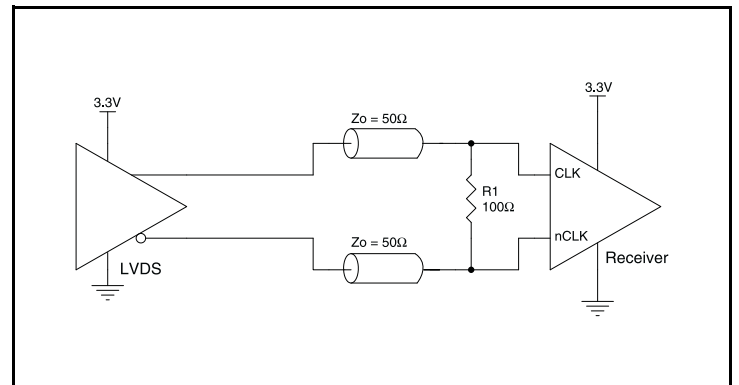 3.3V
3.3V
Zo = 50Ω
CLK
R1
100Ω
nCLK
Zo = 50Ω
LVDS
Receiver